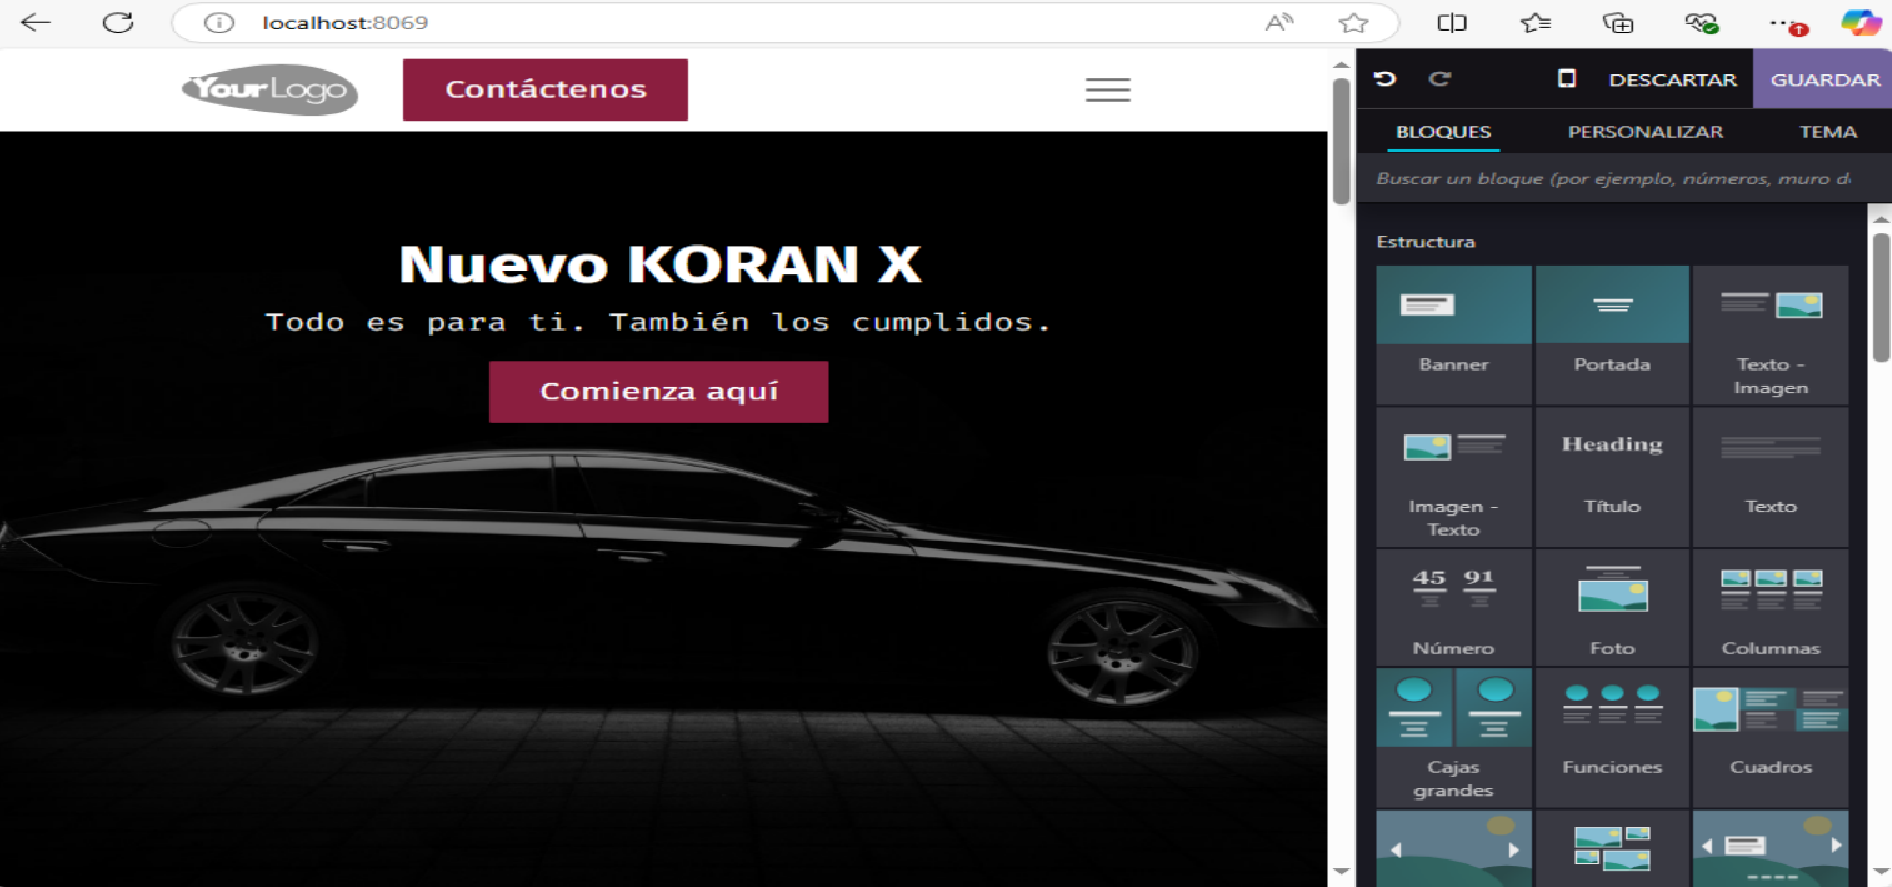 localhost:8069
YourLogo
Contáctenos
DESCARTAR
GUARDAR
BLOQUES
PERSONALIZAR
TEMA
Buscar un bloque (por ejemplo, números, muro d
Nuevo KORAN X
Todo es para ti. También los cumplidos.
Comienza aquí
Estructura
Banner
Portada
Texto -
Imagen
Imagen -
Texto
Heading
Título
Texto
45 91
Número
Foto
Columnas
Cajas
grandes
Funciones
Cuadros